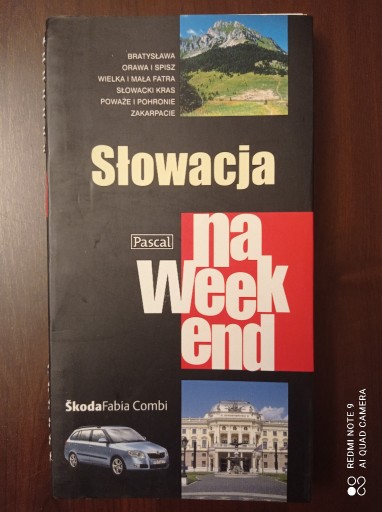 BRATYSŁAWA
ORAWA I SPISZ
WIELKA I MAŁA FATRA
SŁOWACKI KRAS
POWAŻE I POHRONIE
ZAKARPACIE
Słowacja
Pascal
na
Week
end
ŠkodaFabia Combi
REDMI NOTE 9
AI QUAD CAMERA